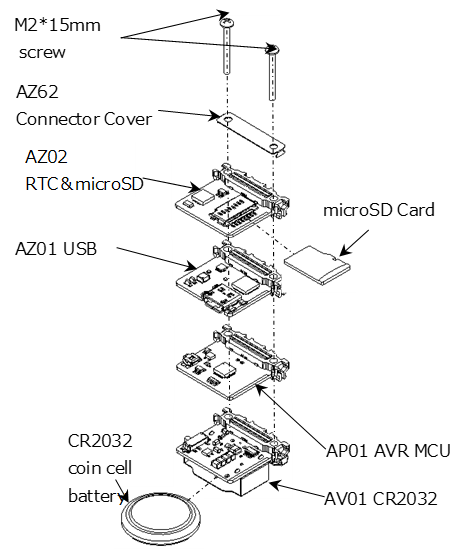 M2*15mm
screw
AZ62
Connector Cover
AZ02
RTC&microSD
microSD Card
AZ01 USB
CR2032
coin cell
battery
AP01 AVR MCU
AV01 CR2032